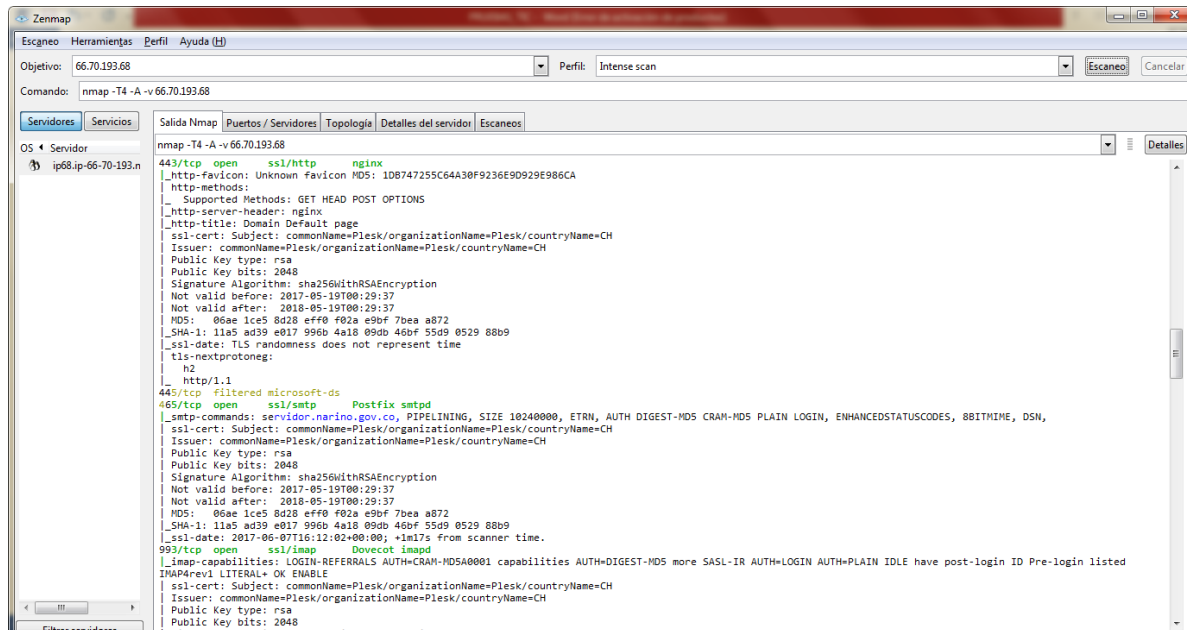 Zenmap
Escaneo Herramientas Perfil Ayuda (H)
Objetivo: 66.70.193.68 Perfil: Intense scan Escaneo Cancelar
Comando: nmap -T4 -A -v 66.70.193.68
Servidores Servicios Salida Nmap Puertos / Servidores Topología Detalles del servidor Escaneos
OS Servidor nmap -T4 -A -v 66.70.193.68 Detalles
ip68.ip-66-70-193.n
443/tcp open ssl/http nginx
|_http-favicon: Unknown favicon MD5: 1DB747255C64A30F9236E9D929E986CA
| http-methods:
|_ Supported Methods: GET HEAD POST OPTIONS
|_http-server-header: nginx
|_http-title: Domain Default page
| ssl-cert: Subject: commonName=Plesk/organizationName=Plesk/countryName=CH
| Issuer: commonName=Plesk/organizationName=Plesk/countryName=CH
| Public Key type: rsa
| Public Key bits: 2048
| Signature Algorithm: sha256WithRSAEncryption
| Not valid before: 2017-05-19T00:29:37
| Not valid after: 2018-05-19T00:29:37
| MD5: 06ae 1ce5 8d28 eff0 f02a e9bf 7bea a872
|_SHA-1: 11a5 ad39 e017 996b 4a18 09db 46bf 55d9 0529 88b9
|_ssl-date: TLS randomness does not represent time
| tls-nextprotoneg:
| h2
|_ http/1.1
445/tcp filtered microsoft-ds
465/tcp open ssl/smtp Postfix smtpd
|_smtp-commands: servidor.narino.gov.co, PIPELINING, SIZE 10240000, ETRN, AUTH DIGEST-MD5 CRAM-MD5 PLAIN LOGIN, ENHANCEDSTATUSCODES, 8BITMIME, DSN,
| ssl-cert: Subject: commonName=Plesk/organizationName=Plesk/countryName=CH
| Issuer: commonName=Plesk/organizationName=Plesk/countryName=CH
| Public Key type: rsa
| Public Key bits: 2048
| Signature Algorithm: sha256WithRSAEncryption
| Not valid before: 2017-05-19T00:29:37
| Not valid after: 2018-05-19T00:29:37
| MD5: 06ae 1ce5 8d28 eff0 f02a e9bf 7bea a872
|_SHA-1: 11a5 ad39 e017 996b 4a18 09db 46bf 55d9 0529 88b9
|_ssl-date: 2017-06-07T16:12:02+00:00; +1m17s from scanner time.
993/tcp open ssl/imap Dovecot imapd
|_imap-capabilities: LOGIN-REFERRALS AUTH=CRAM-MD5A0001 capabilities AUTH=DIGEST-MD5 more SASL-IR AUTH=LOGIN AUTH=PLAIN IDLE have post-login ID Pre-login listed
IMAP4rev1 LITERAL+ OK ENABLE
| ssl-cert: Subject: commonName=Plesk/organizationName=Plesk/countryName=CH
| Issuer: commonName=Plesk/organizationName=Plesk/countryName=CH
| Public Key type: rsa
| Public Key bits: 2048